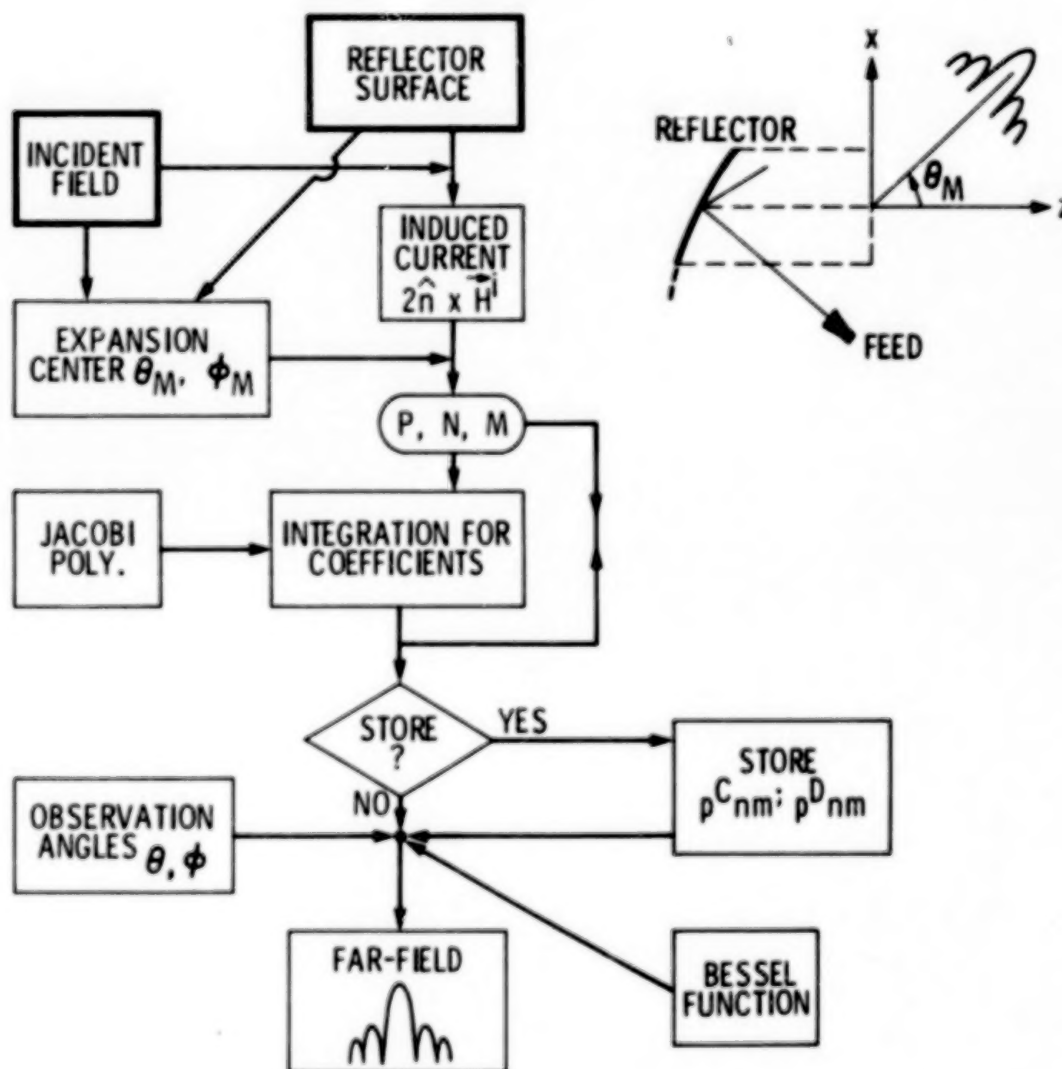 REFLECTOR
SURFACE
INCIDENT
FIELD
INDUCED
CURRENT
2n̂ x H⃗ⁱ
EXPANSION
CENTER θM, ϕM
P, N, M
JACOBI
POLY.
INTEGRATION FOR
COEFFICIENTS
STORE
?
YES
NO
STORE
pCnm; pDnm
OBSERVATION
ANGLES θ, ϕ
FAR-FIELD
BESSEL
FUNCTION
X
REFLECTOR
θM
FEED